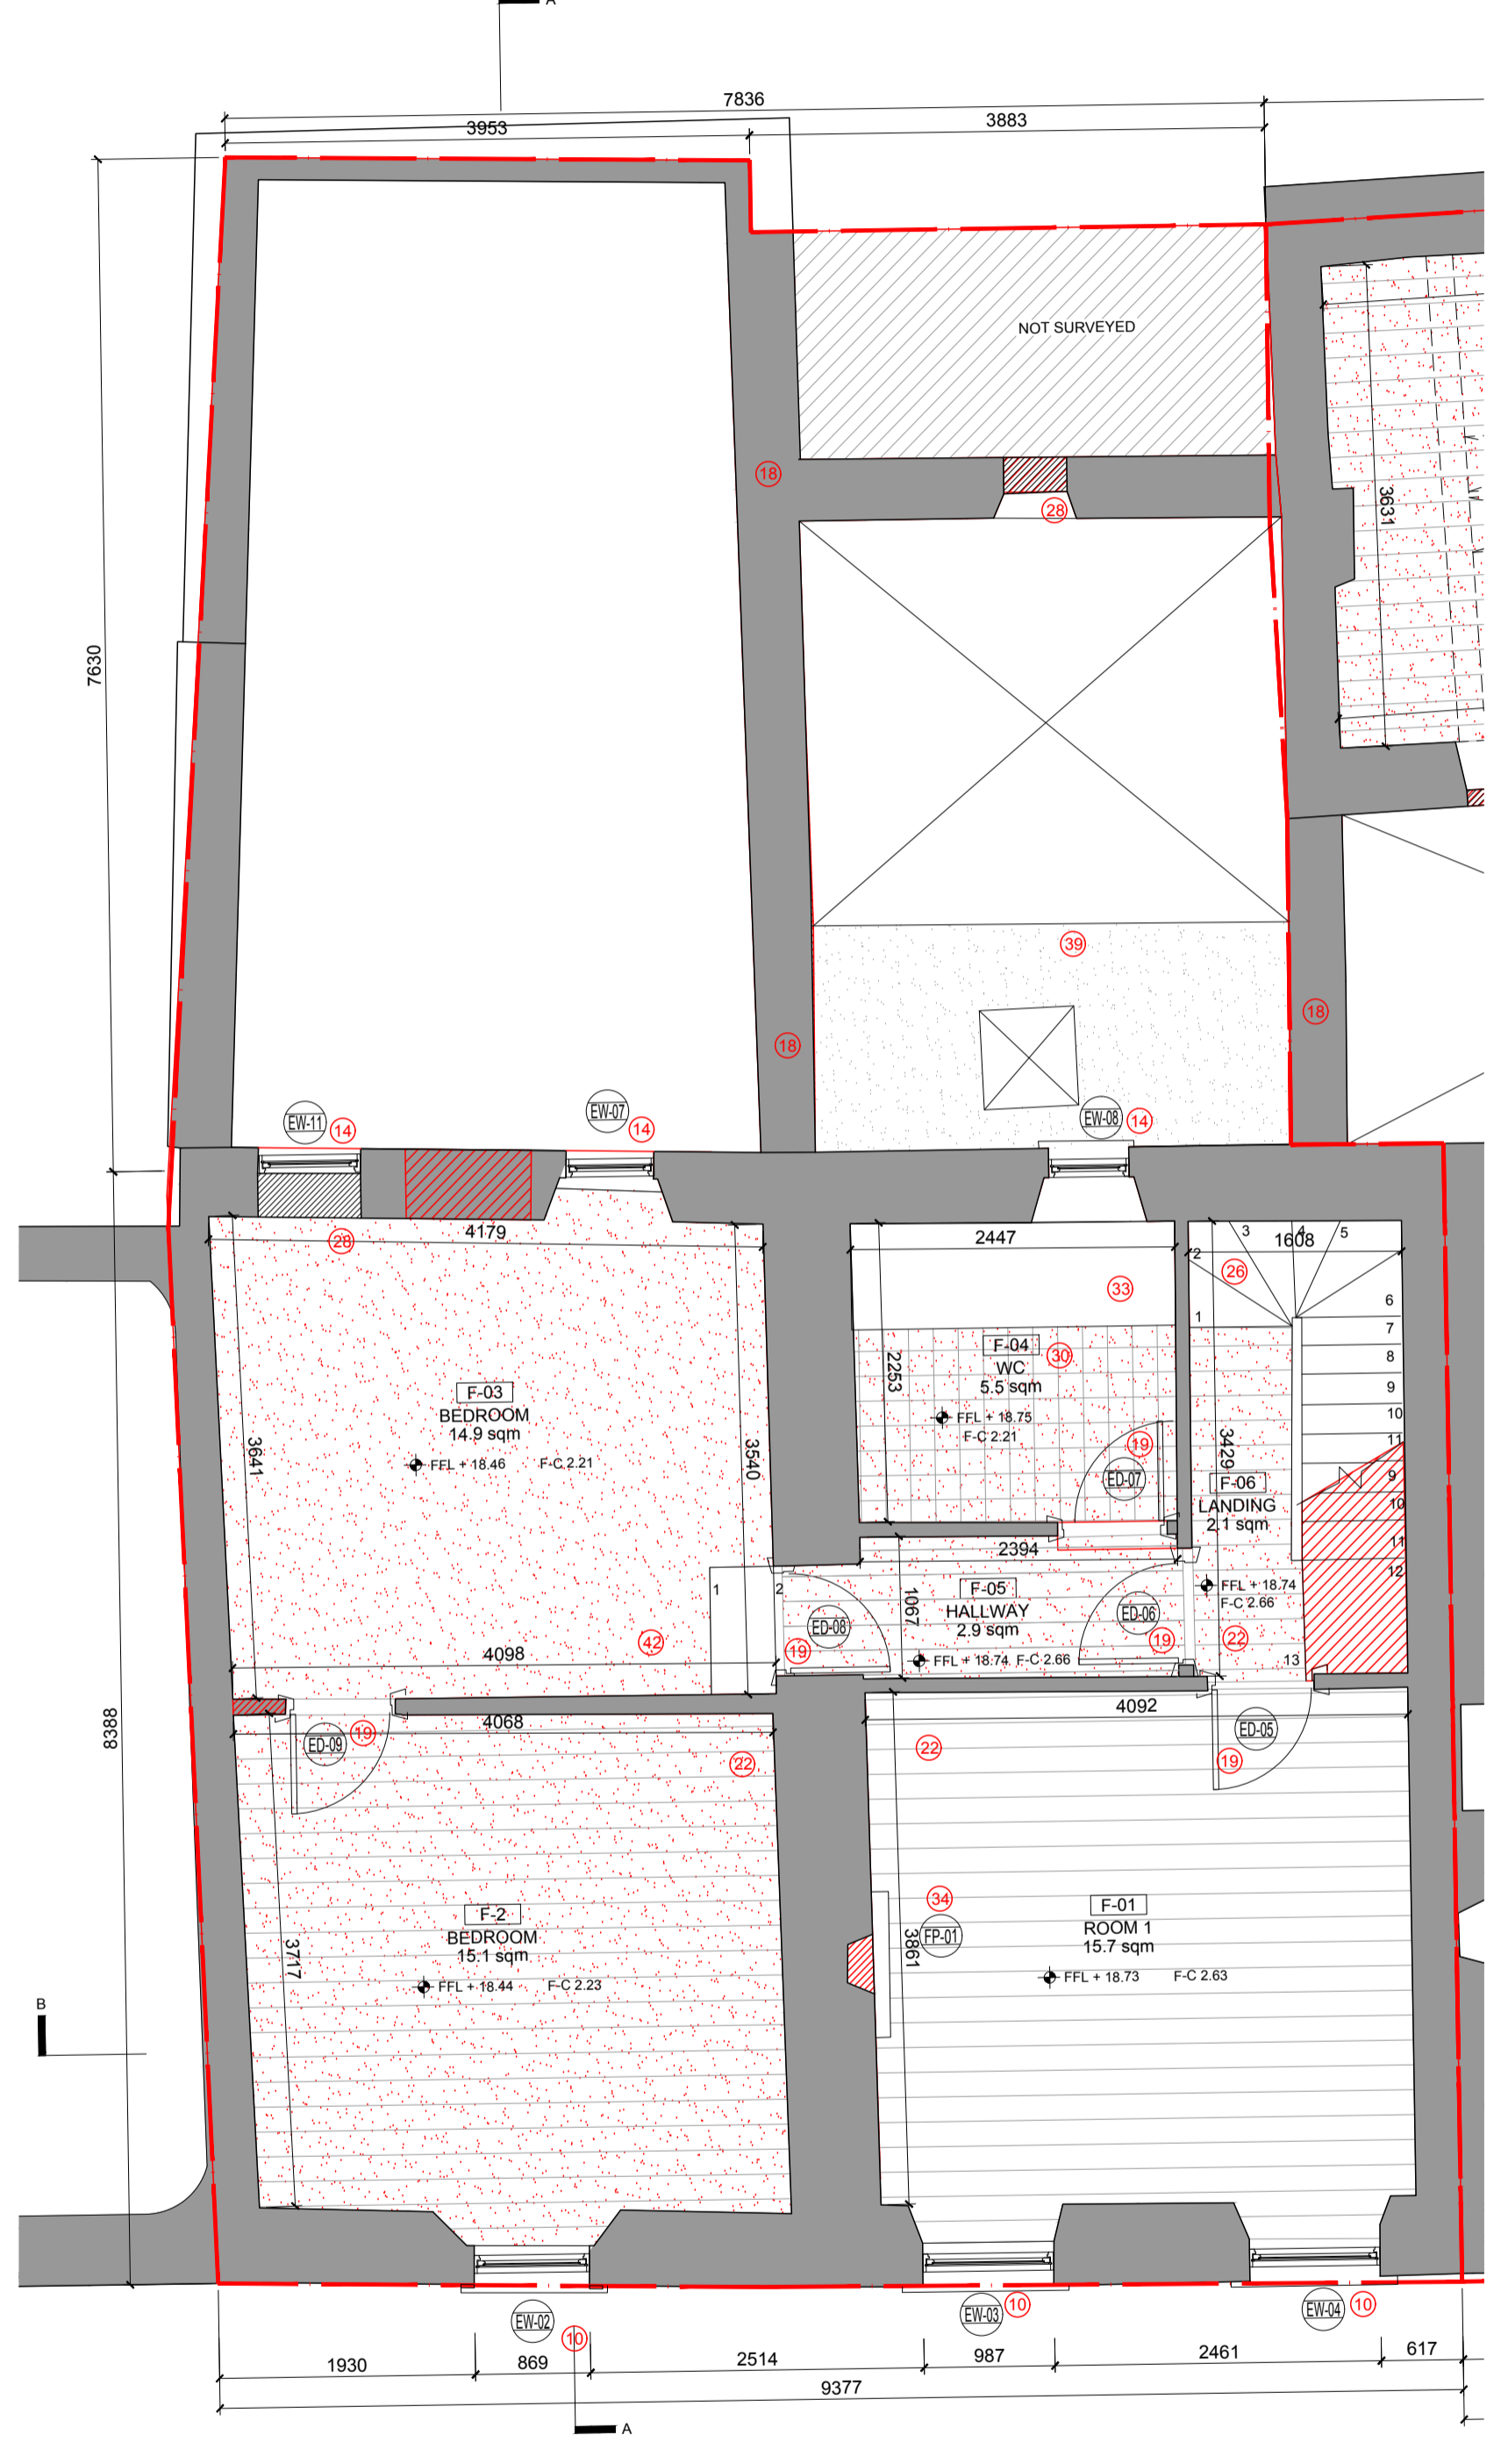 A
7836
3953
3883
NOT SURVEYED
18
28
3631
7630
39
18
18
EW-11
14
EW-07
14
EW-08
14
28
4179
2447
33
1608
1
2
3
4
5
6
7
8
9
10
11
9
10
11
12
13
26
F-04
WC
5.5 sqm
30
FFL + 18.75
F-C 2.21
2253
F-03
BEDROOM
14.9 sqm
FFL + 18.46 F-C 2.21
3641
3540
19
ED-07
3429
F-06
LANDING
2.1 sqm
FFL + 18.74
F-C 2.66
22
2394
1067
F-05
HALLWAY
2.9 sqm
FFL + 18.74 F-C 2.66
ED-06
19
1
2
ED-08
19
42
4098
8388
4068
ED-09
19
22
4092
22
ED-05
19
F-2
BEDROOM
15.1 sqm
FFL + 18.44 F-C 2.23
3717
34
FP-01
3861
F-01
ROOM 1
15.7 sqm
FFL + 18.73 F-C 2.63
B
EW-02
10
EW-03
10
EW-04
10
1930
869
2514
987
2461
617
9377
A